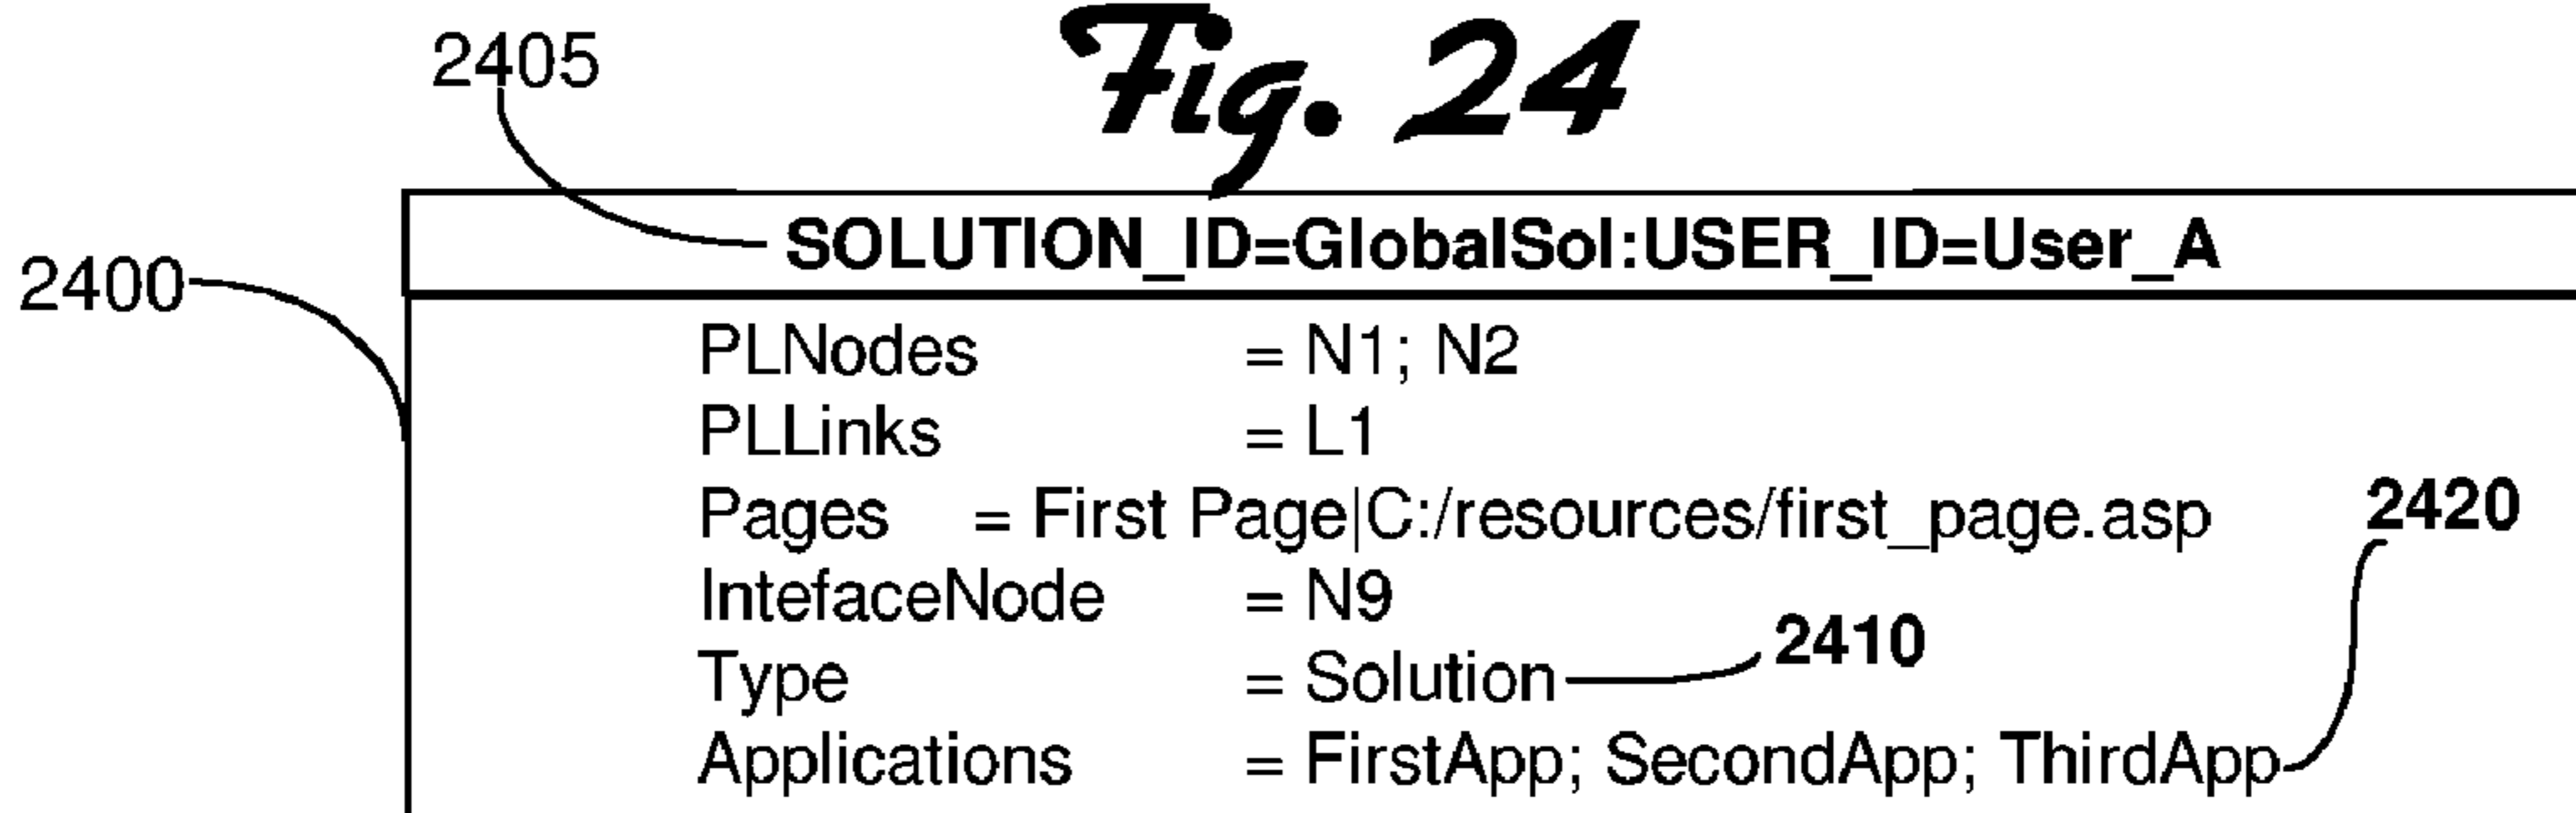 Fig. 24
2405
SOLUTION_ID=GlobalSol:USER_ID=User_A
2400
PLNodes = N1; N2
PLLinks = L1
Pages = First Page|C:/resources/first_page.asp
2420
IntefaceNode = N9
2410
Type = Solution
Applications = FirstApp; SecondApp; ThirdApp